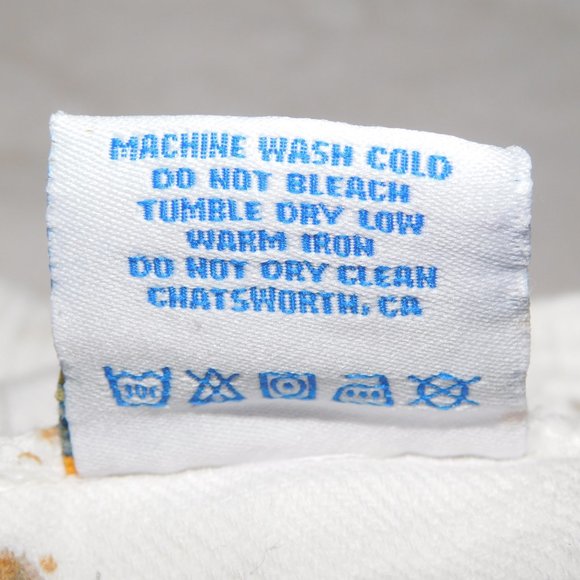 MACHINE WASH COLD
DO NOT BLEACH
TUMBLE DRY LOW
WARM IRON
DO NOT DRY CLEAN
CHATSWORTH, CA